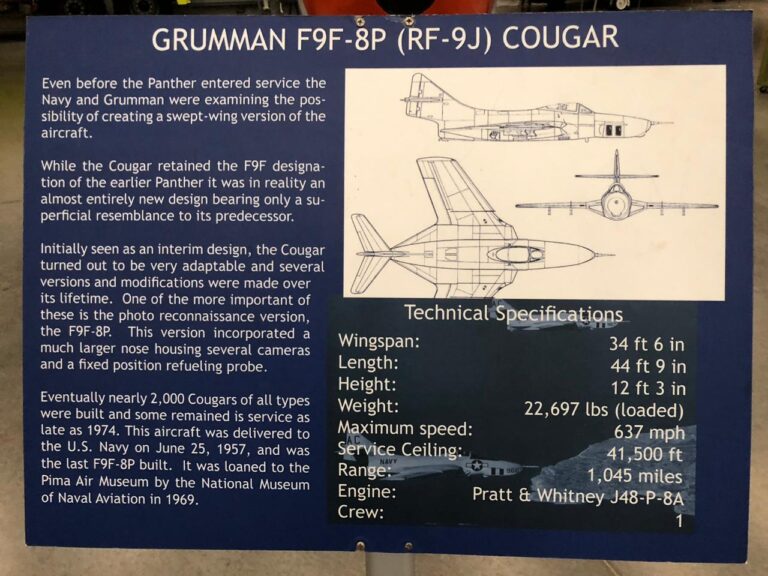 GRUMMAN F9F-8P (RF-9J) COUGAR
Even before the Panther entered service the
Navy and Grumman were examining the pos-
sibility of creating a swept-wing version of the
aircraft.
While the Cougar retained the F9F designa-
tion of the earlier Panther it was in reality an
almost entirely new design bearing only a su-
perficial resemblance to its predecessor.
Initially seen as an interim design, the Cougar
turned out to be very adaptable and several
versions and modifications were made over
its lifetime. One of the more important of
these is the photo reconnaissance version,
the F9F-8P. This version incorporated a
much larger nose housing several cameras
and a fixed position refueling probe.
Eventually nearly 2,000 Cougars of all types
were built and some remained is service as
late as 1974. This aircraft was delivered to
the U.S. Navy on June 25, 1957, and was
the last F9F-8P built. It was loaned to the
Pima Air Museum by the National Museum
of Naval Aviation in 1969.
Technical Specifications
Wingspan: 34 ft 6 in
Length: 44 ft 9 in
Height: 12 ft 3 in
Weight: 22,697 lbs (loaded)
Maximum speed: 637 mph
Service Ceiling: 41,500 ft
Range: 1,045 miles
Engine: Pratt & Whitney J48-P-8A
Crew: 1
NAVY